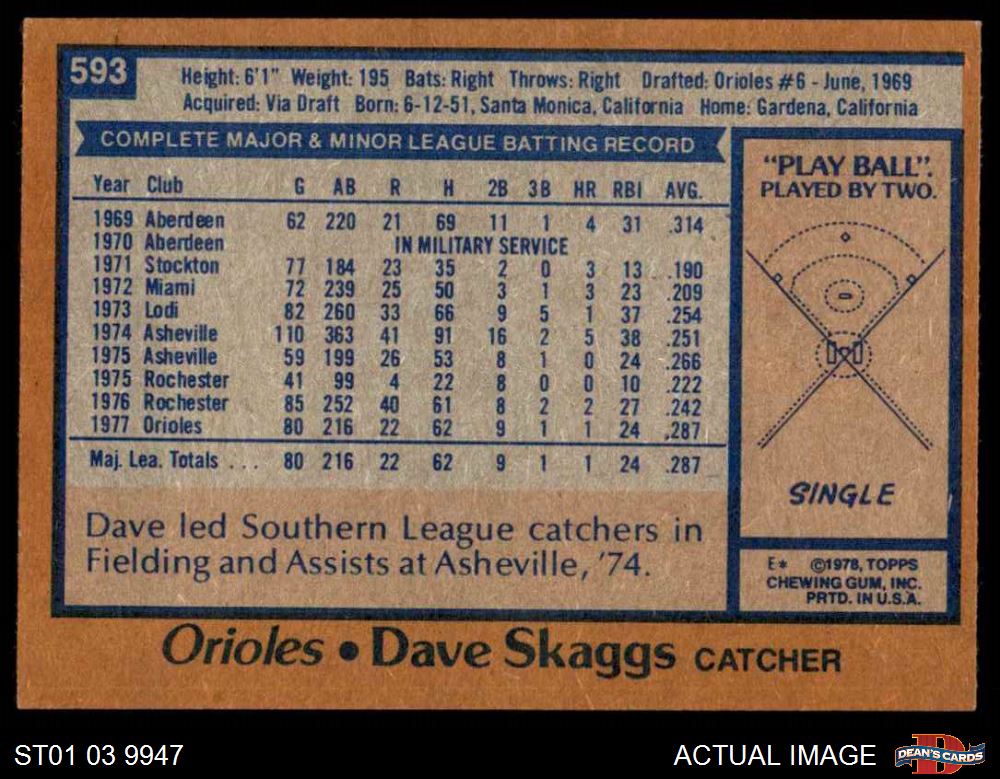 593
Height: 6'1" Weight: 195 Bats: Right Throws: Right Drafted: Orioles #6 - June, 1969
Acquired: Via Draft Born: 6-12-51, Santa Monica, California Home: Gardena, California
COMPLETE MAJOR & MINOR LEAGUE BATTING RECORD
Year Club G AB R H 2B 3B HR RBI AVG.
1969 Aberdeen 62 220 21 69 11 1 4 31 .314
1970 Aberdeen IN MILITARY SERVICE
1971 Stockton 77 184 23 35 2 0 3 13 .190
1972 Miami 72 239 25 50 3 1 3 23 .209
1973 Lodi 82 260 33 66 9 5 1 37 .254
1974 Asheville 110 363 41 91 16 2 5 38 .251
1975 Asheville 59 199 26 53 8 1 0 24 .266
1975 Rochester 41 99 4 22 8 0 0 10 .222
1976 Rochester 85 252 40 61 8 2 2 27 .242
1977 Orioles 80 216 22 62 9 1 1 24 .287
Maj. Lea. Totals ... 80 216 22 62 9 1 1 24 .287
Dave led Southern League catchers in
Fielding and Assists at Asheville, '74.
"PLAY BALL".
PLAYED BY TWO.
SINGLE
E* ©1978, TOPPS
CHEWING GUM, INC.
PRTD. IN U.S.A.
Orioles • Dave Skaggs CATCHER
ST01 03 9947
ACTUAL IMAGE
D
DEAN'S CARDS